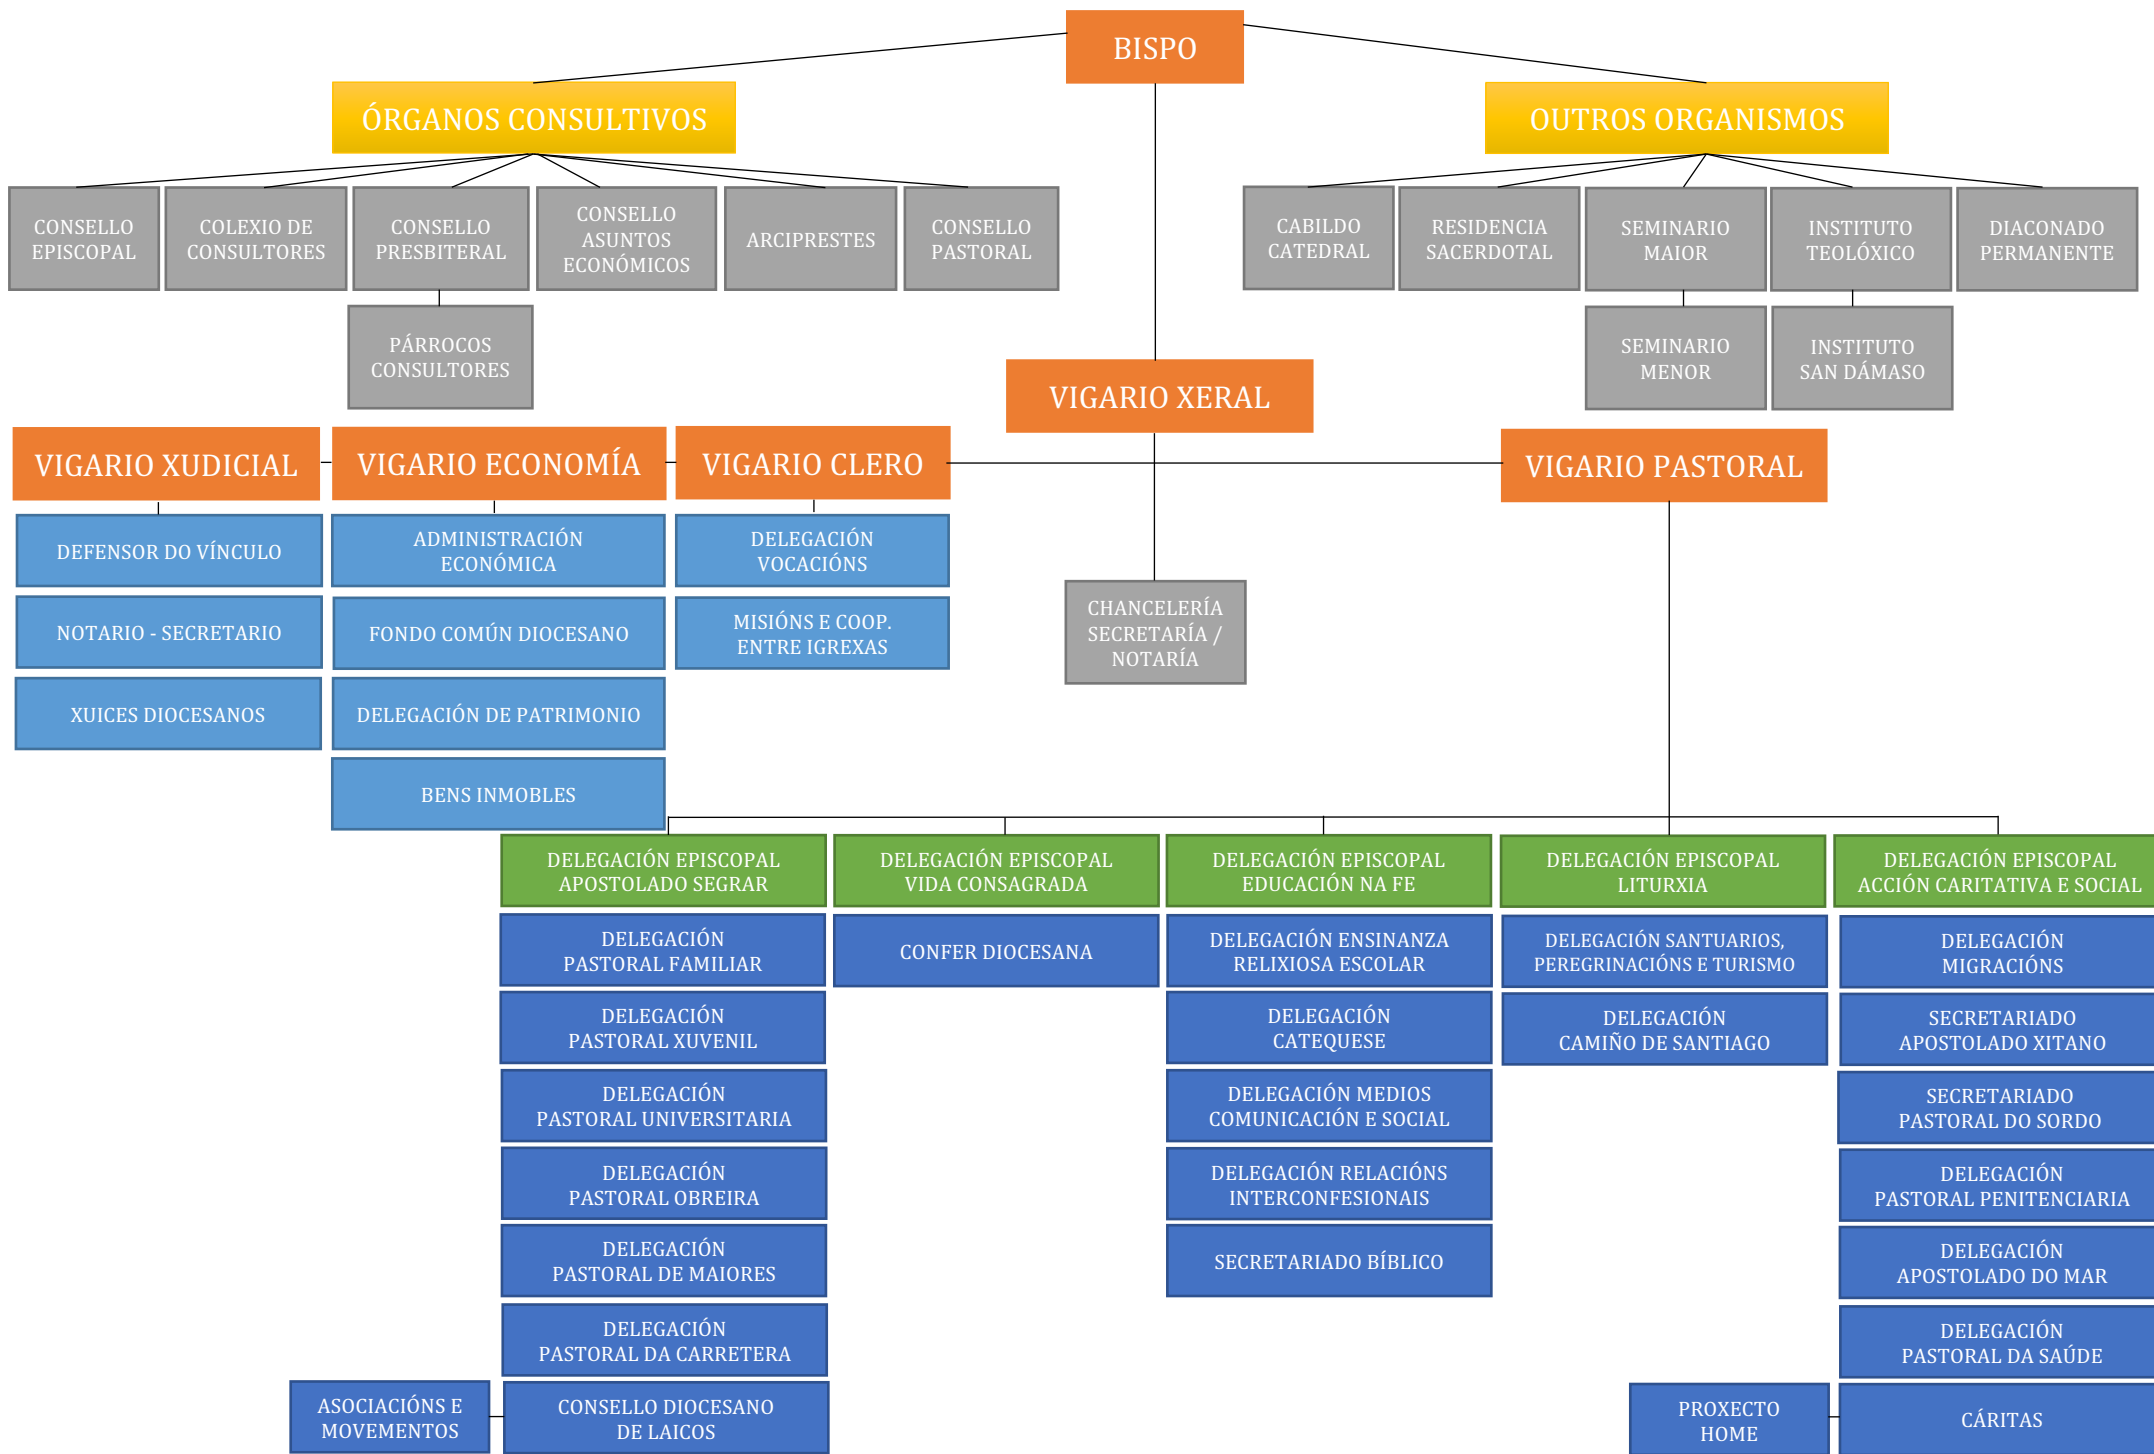 BISPO
ÓRGANOS CONSULTIVOS
OUTROS ORGANISMOS
CONSELLO
EPISCOPAL
COLEXIO DE
CONSULTORES
CONSELLO
PRESBITERAL
CONSELLO
ASUNTOS
ECONÓMICOS
ARCIPRESTES
CONSELLO
PASTORAL
CABILDO
CATEDRAL
RESIDENCIA
SACERDOTAL
SEMINARIO
MAIOR
INSTITUTO
TEOLÓXICO
DIACONADO
PERMANENTE
PÁRROCOS
CONSULTORES
SEMINARIO
MENOR
INSTITUTO
SAN DÁMASO
VIGARIO XERAL
VIGARIO XUDICIAL
VIGARIO ECONOMÍA
VIGARIO CLERO
VIGARIO PASTORAL
DEFENSOR DO VÍNCULO
NOTARIO - SECRETARIO
XUICES DIOCESANOS
ADMINISTRACIÓN
ECONÓMICA
FONDO COMÚN DIOCESANO
DELEGACIÓN DE PATRIMONIO
BENS INMOBLES
DELEGACIÓN
VOCACIÓNS
MISIÓNS E COOP.
ENTRE IGREXAS
CHANCELERÍA
SECRETARÍA /
NOTARÍA
DELEGACIÓN EPISCOPAL
APOSTOLADO SEGRAR
DELEGACIÓN
PASTORAL FAMILIAR
DELEGACIÓN
PASTORAL XUVENIL
DELEGACIÓN
PASTORAL UNIVERSITARIA
DELEGACIÓN
PASTORAL OBREIRA
DELEGACIÓN
PASTORAL DE MAIORES
DELEGACIÓN
PASTORAL DA CARRETERA
CONSELLO DIOCESANO
DE LAICOS
ASOCIACIÓNS E
MOVEMENTOS
DELEGACIÓN EPISCOPAL
VIDA CONSAGRADA
CONFER DIOCESANA
DELEGACIÓN EPISCOPAL
EDUCACIÓN NA FE
DELEGACIÓN ENSINANZA
RELIXIOSA ESCOLAR
DELEGACIÓN
CATEQUESE
DELEGACIÓN MEDIOS
COMUNICACIÓN E SOCIAL
DELEGACIÓN RELACIÓNS
INTERCONFESIONAIS
SECRETARIADO BÍBLICO
DELEGACIÓN EPISCOPAL
LITURXIA
DELEGACIÓN SANTUARIOS,
PEREGRINACIÓNS E TURISMO
DELEGACIÓN
CAMIÑO DE SANTIAGO
DELEGACIÓN EPISCOPAL
ACCIÓN CARITATIVA E SOCIAL
DELEGACIÓN
MIGRACIÓNS
SECRETARIADO
APOSTOLADO XITANO
SECRETARIADO
PASTORAL DO SORDO
DELEGACIÓN
PASTORAL PENITENCIARIA
DELEGACIÓN
APOSTOLADO DO MAR
DELEGACIÓN
PASTORAL DA SAÚDE
CÁRITAS
PROXECTO
HOME